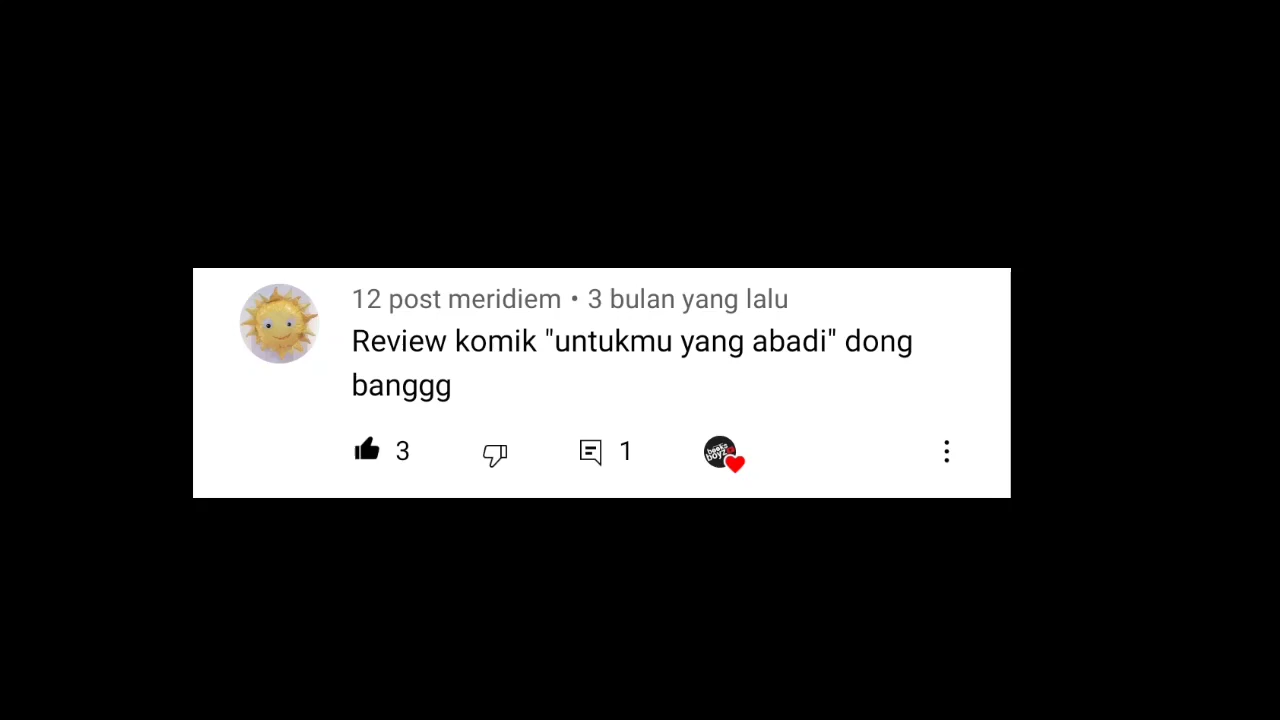 12 post meridiem • 3 bulan yang lalu
Review komik "untukmu yang abadi" dong
banggg
3
1